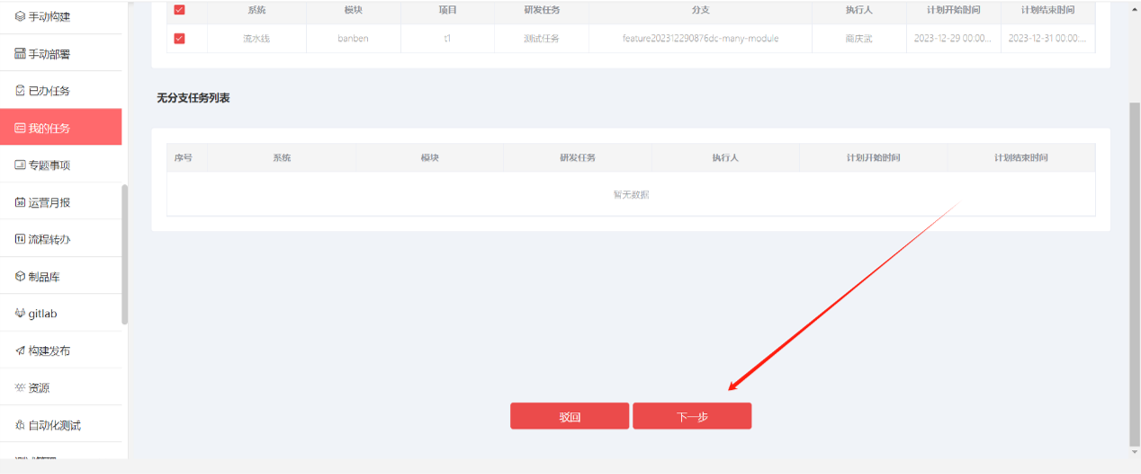 手动构建
手动部署
已办任务
我的任务
专题事项
运营月报
流程转办
制品库
gitlab
构建发布
资源
自动化测试
系统 模块 项目 研发任务 分支 执行人 计划开始时间 计划结束时间
流水线 banben t1 测试任务 feature202312290876dc-many-module 商庆武 2023-12-29 00:00... 2023-12-31 00:00:...
无分支任务列表
序号 系统 模块 研发任务 执行人 计划开始时间 计划结束时间
暂无数据
驳回 下一步